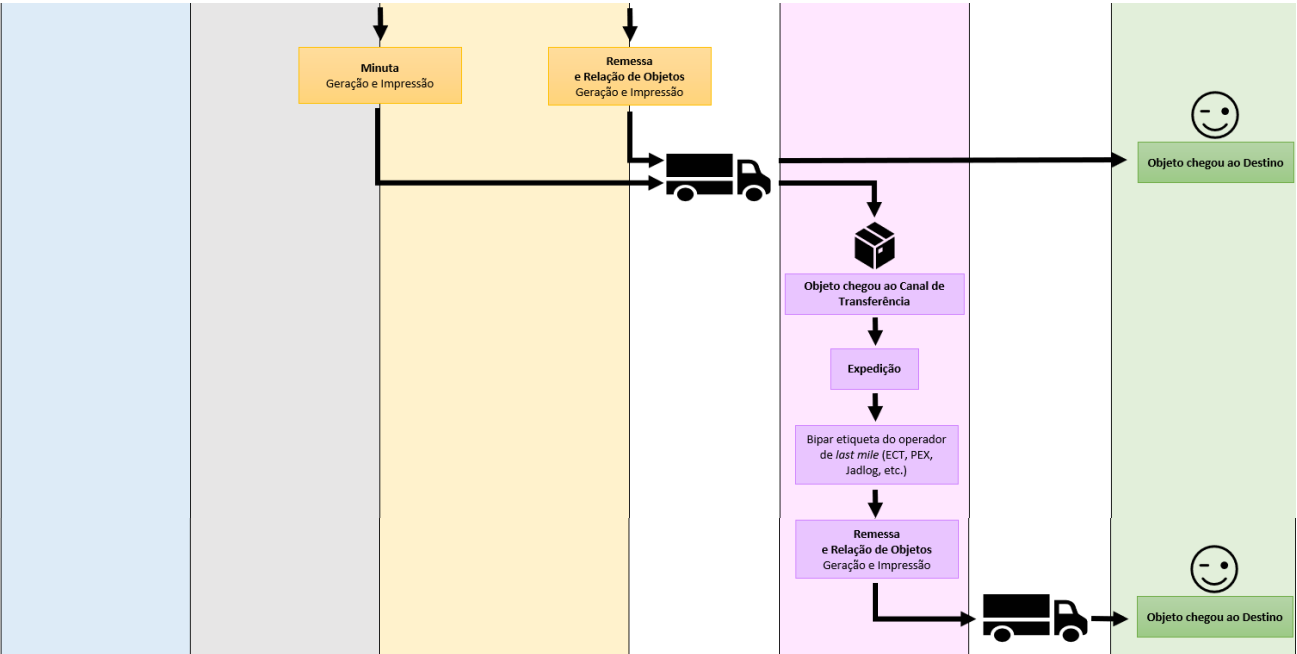 Minuta
Geração e Impressão
Remessa
e Relação de Objetos
Geração e Impressão
Objeto chegou ao Destino
Objeto chegou ao Canal de
Transferência
Expedição
Bipar etiqueta do operador
de last mile (ECT, PEX,
Jadlog, etc.)
Remessa
e Relação de Objetos
Geração e Impressão
Objeto chegou ao Destino